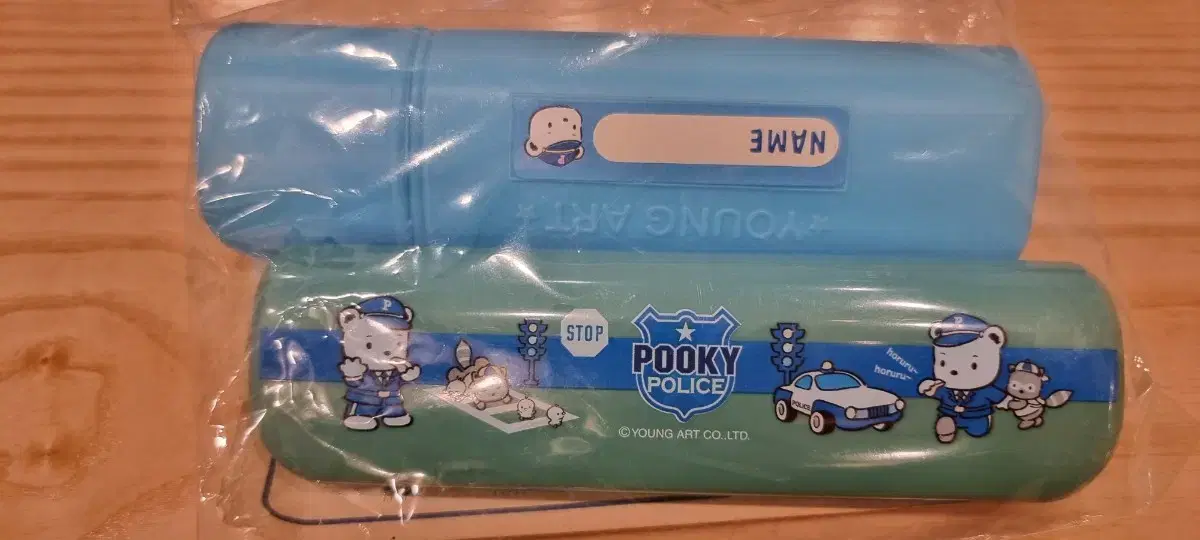 NAME
☆YOUNG ART☆
STOP
POOKY
POLICE
horuru~
horuru~
POLICE
P
P
P
©YOUNG ART CO.,LTD.